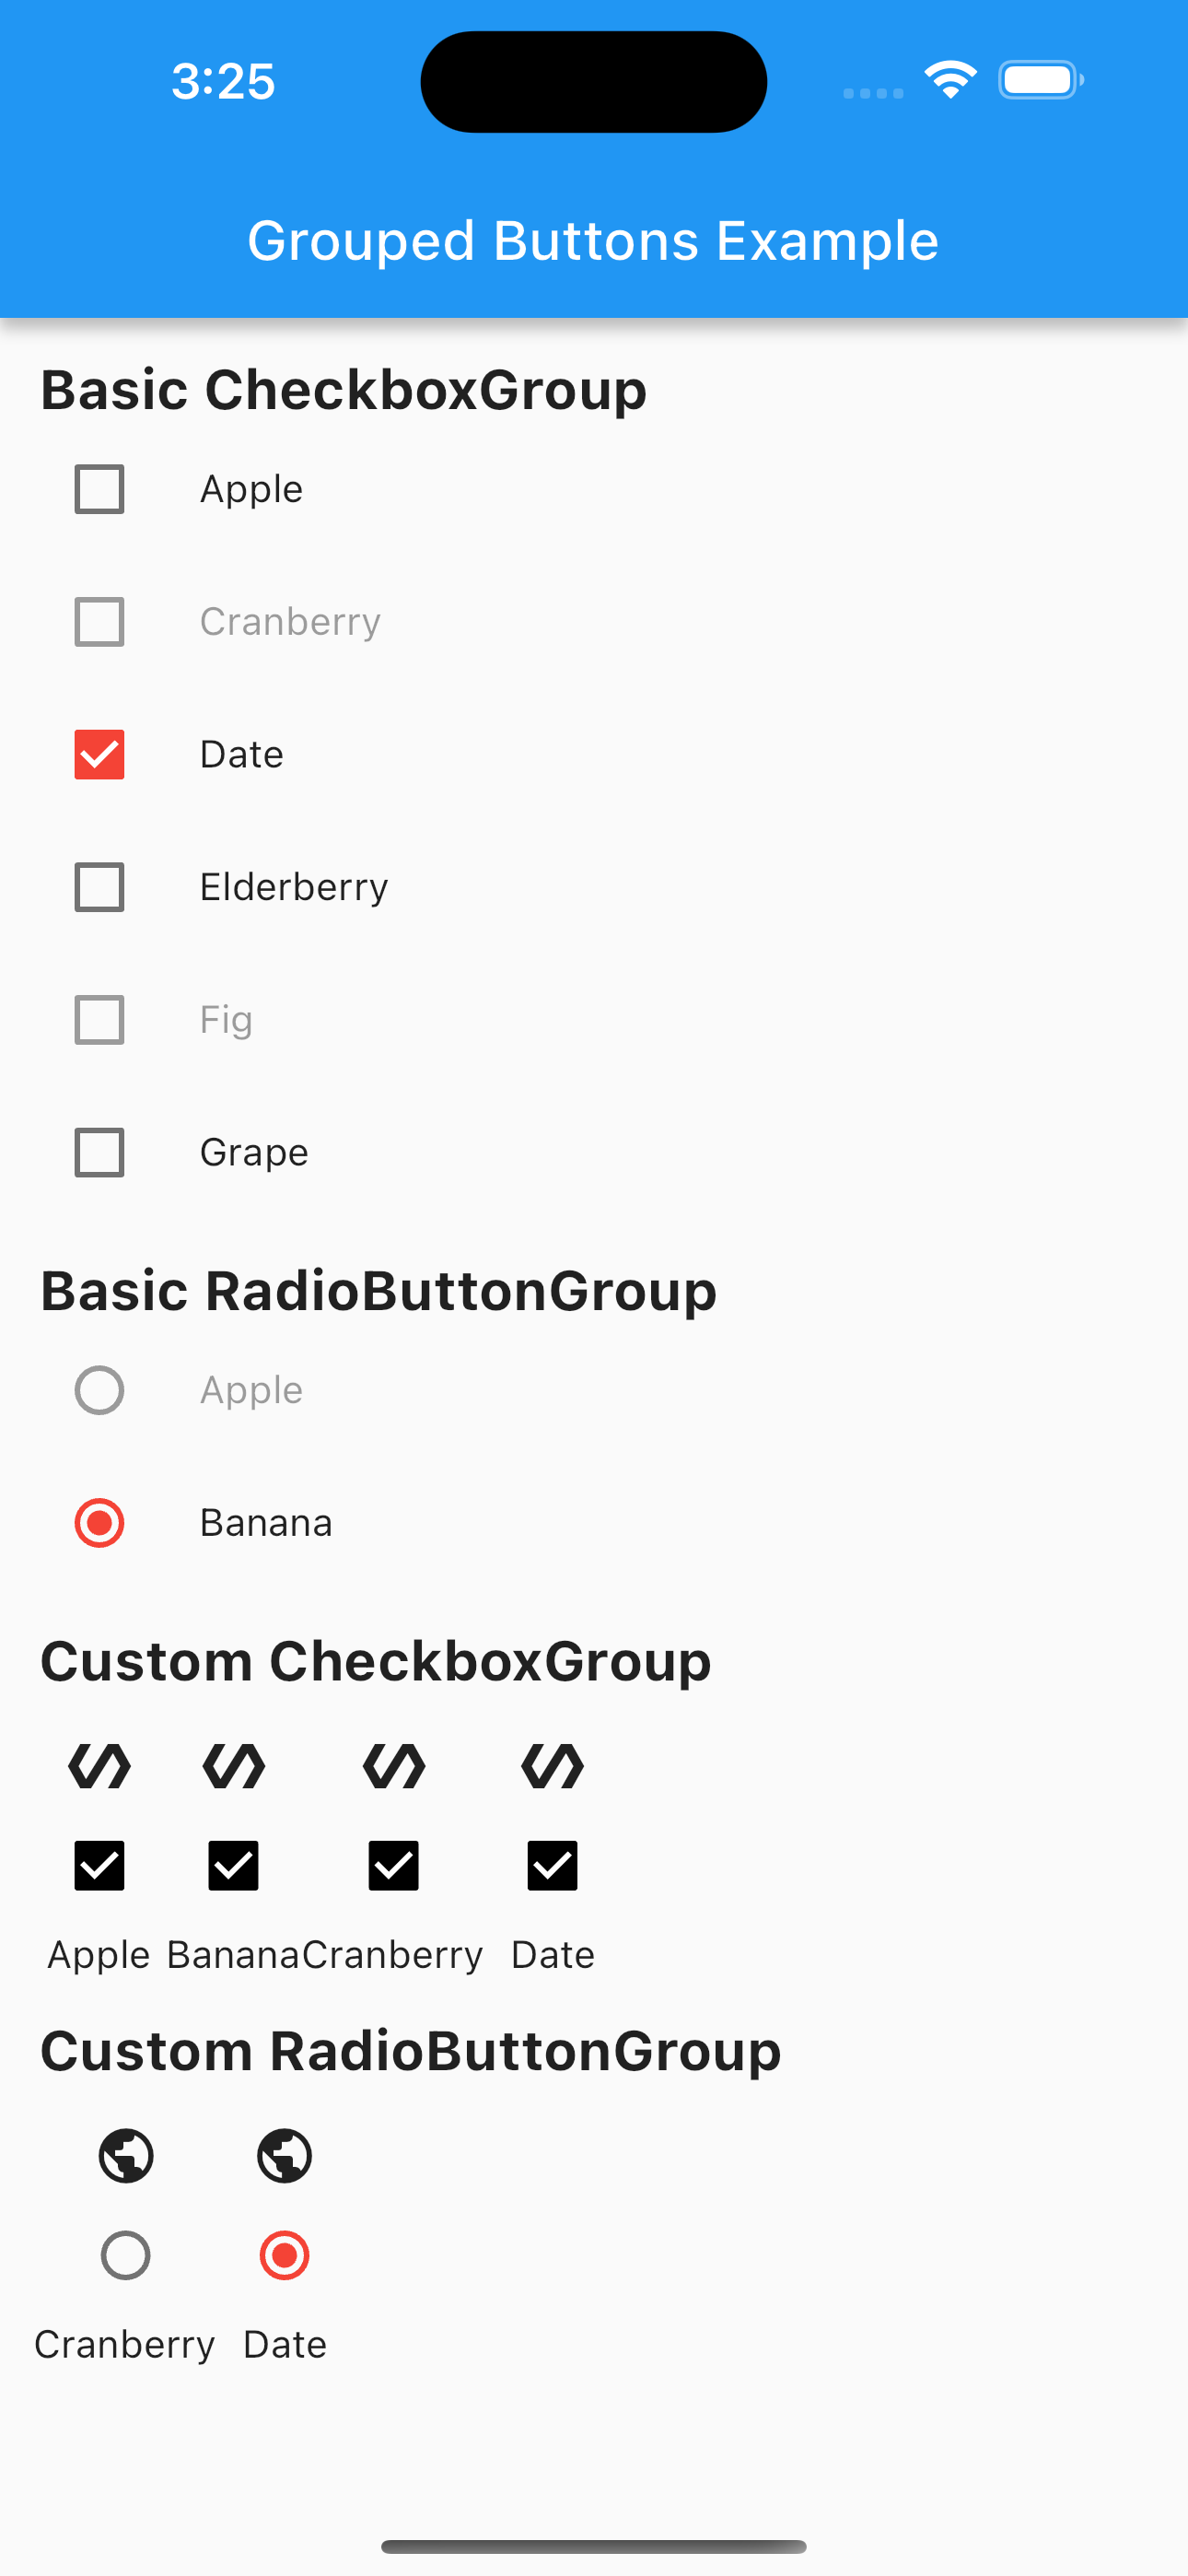 3:25
Grouped Buttons Example
Basic CheckboxGroup
Apple
Cranberry
Date
Elderberry
Fig
Grape
Basic RadioButtonGroup
Apple
Banana
Custom CheckboxGroup
Apple Banana Cranberry Date
Custom RadioButtonGroup
Cranberry Date